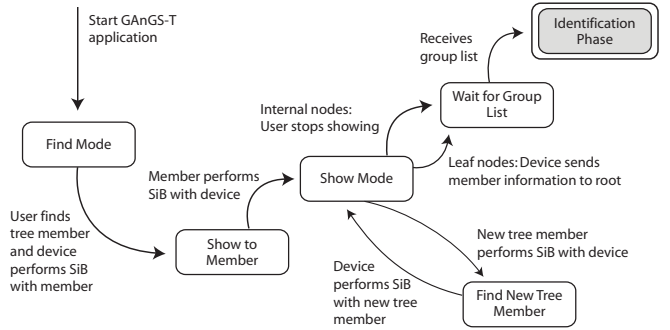 Start GAnGS-T
application
Find Mode
User finds
tree member
and device
performs SiB
with member
Show to
Member
Member performs
SiB with device
Show Mode
Internal nodes:
User stops showing
Receives
group list
Identification
Phase
Wait for Group
List
Leaf nodes: Device sends
member information to root
New tree member
performs SiB with device
Device
performs SiB
with new tree
member
Find New Tree
Member